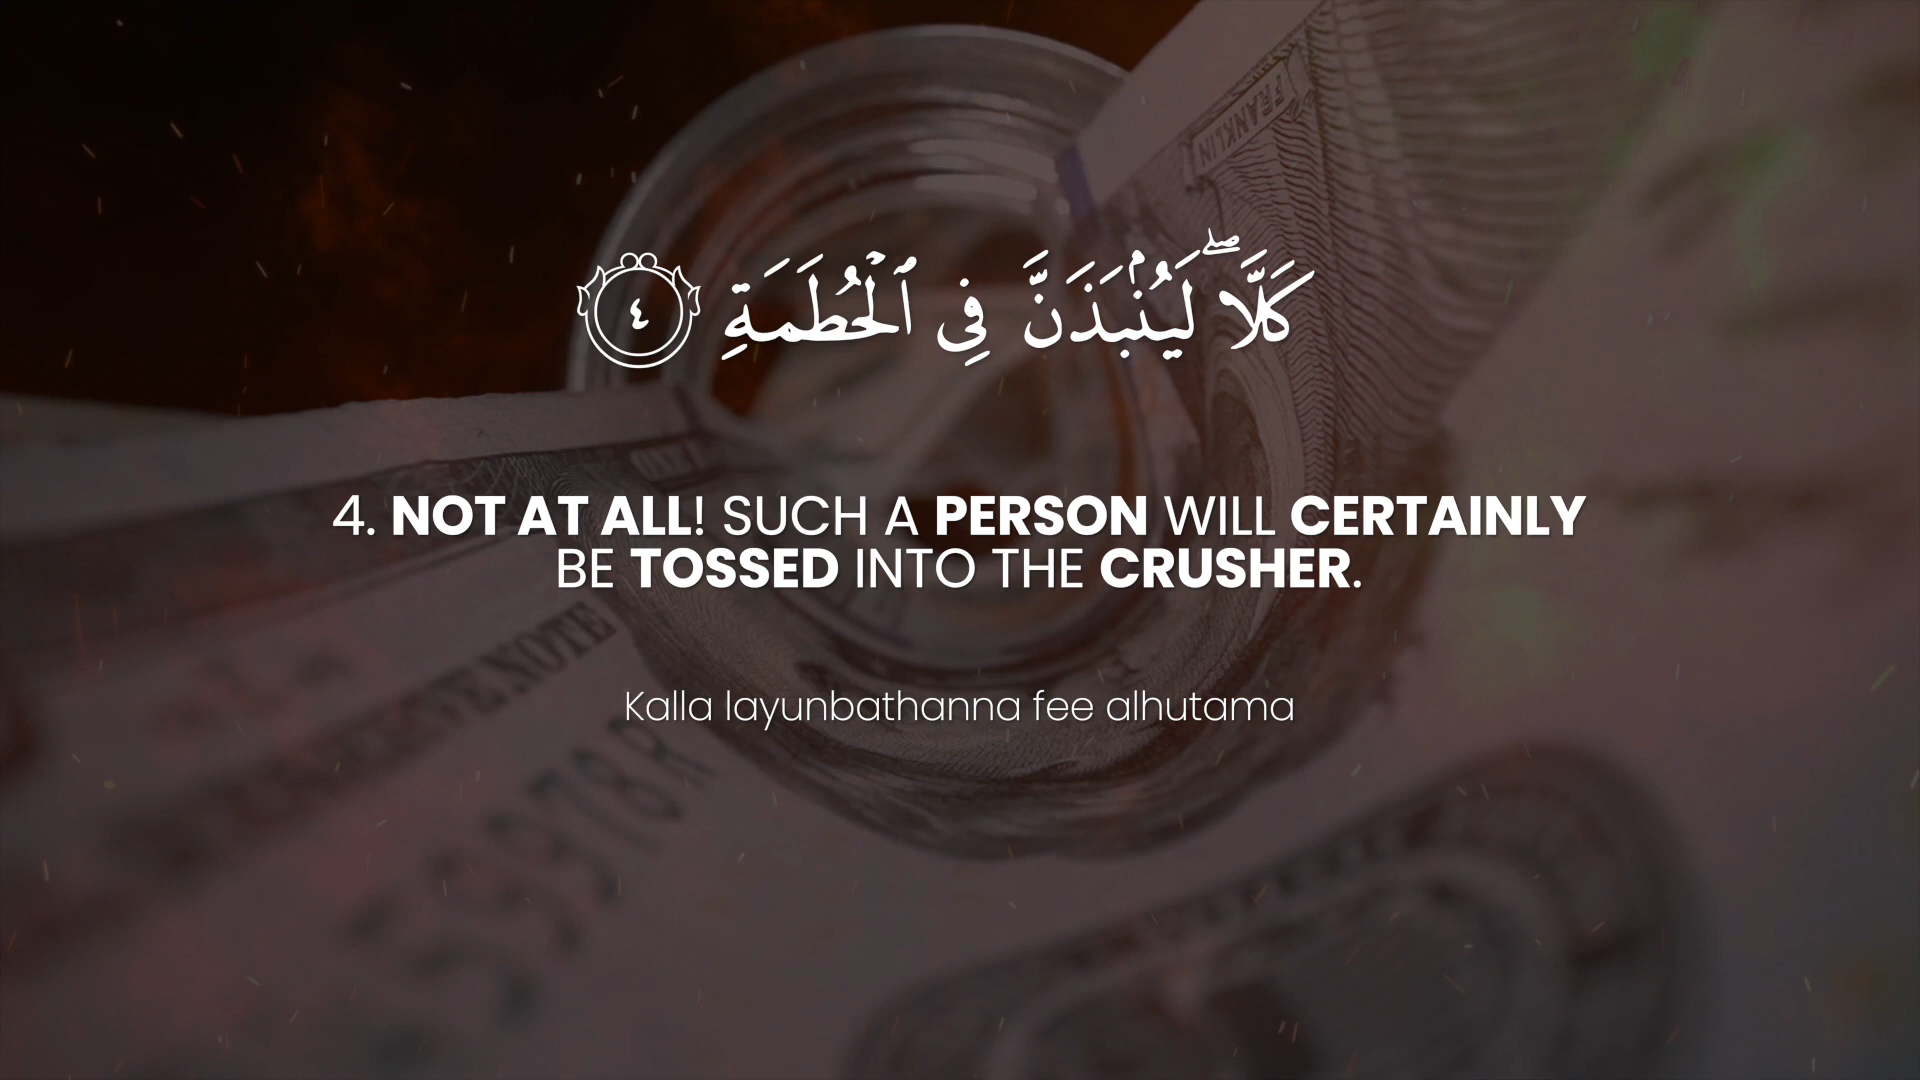 FRANKLIN
كَلَّاۖ لَيُنۢبَذَنَّ فِى ٱلْحُطَمَةِ ٤
4. NOT AT ALL! SUCH A PERSON WILL CERTAINLY
BE TOSSED INTO THE CRUSHER.
Kalla layunbathanna fee alhutama